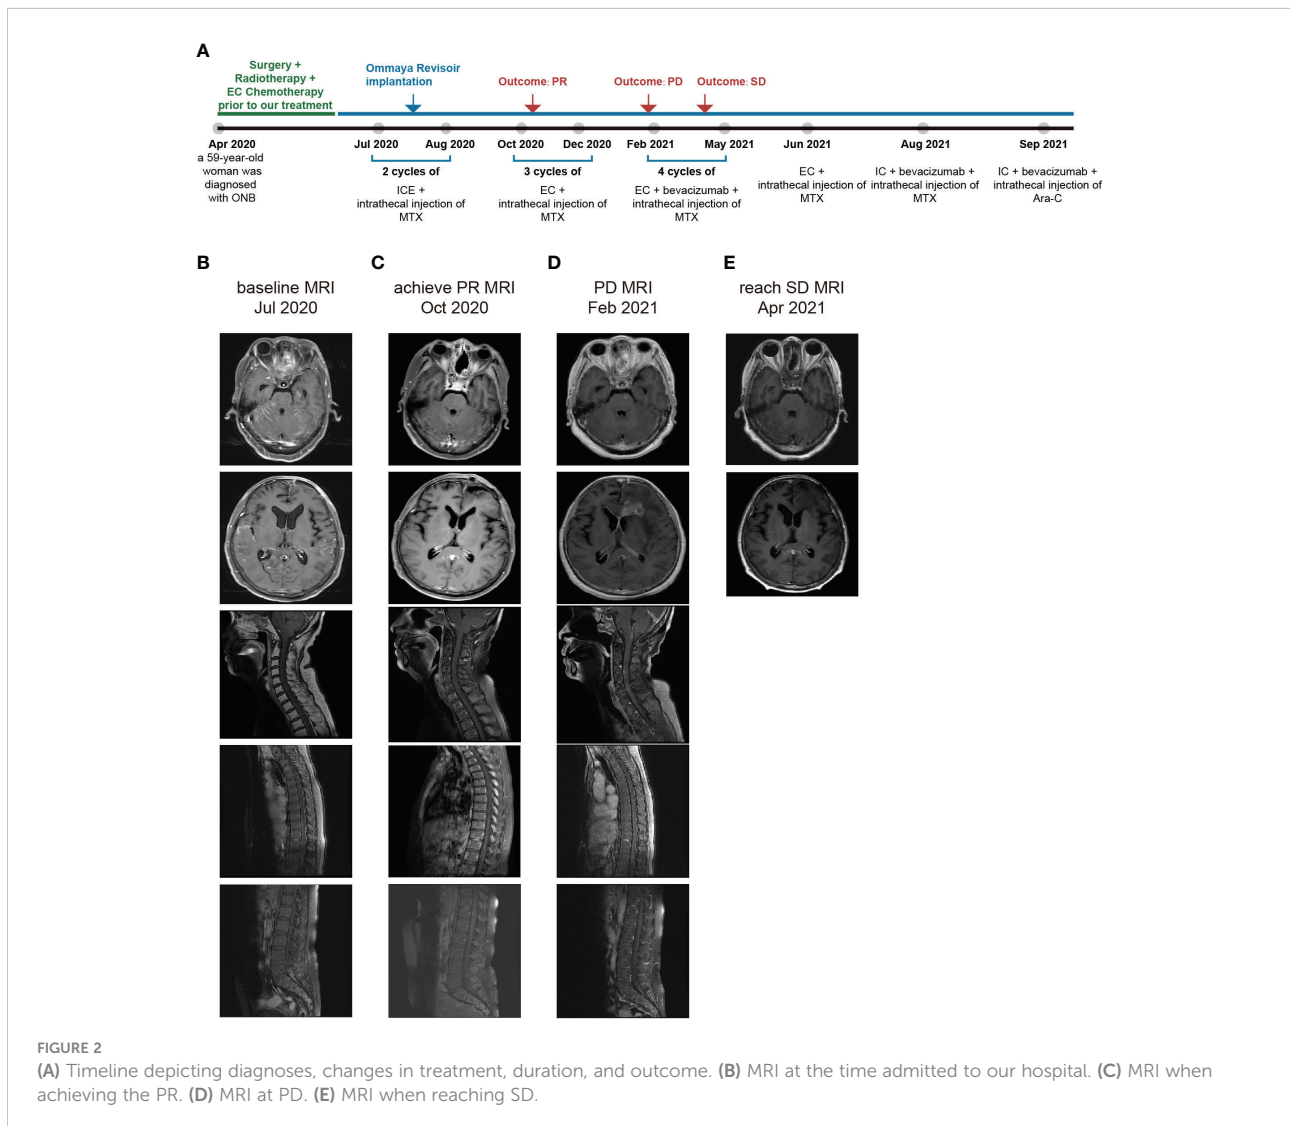 A
Surgery +
Radiotherapy +
EC Chemotherapy
prior to our treatment
Ommaya Revisoir
implantation
Outcome: PR
Outcome: PD
Outcome: SD
Apr 2020
a 59-year-old
woman was
diagnosed
with ONB
Jul 2020
Aug 2020
Oct 2020
Dec 2020
Feb 2021
May 2021
Jun 2021
Aug 2021
Sep 2021
2 cycles of
ICE +
intrathecal injection of
MTX
3 cycles of
EC +
intrathecal injection of
MTX
4 cycles of
EC + bevacizumab +
intrathecal injection of
MTX
EC +
intrathecal injection of
MTX
IC + bevacizumab +
intrathecal injection of
MTX
IC + bevacizumab +
intrathecal injection of
Ara-C
B
baseline MRI
Jul 2020
C
achieve PR MRI
Oct 2020
D
PD MRI
Feb 2021
E
reach SD MRI
Apr 2021
FIGURE 2
(A) Timeline depicting diagnoses, changes in treatment, duration, and outcome. (B) MRI at the time admitted to our hospital. (C) MRI when
achieving the PR. (D) MRI at PD. (E) MRI when reaching SD.